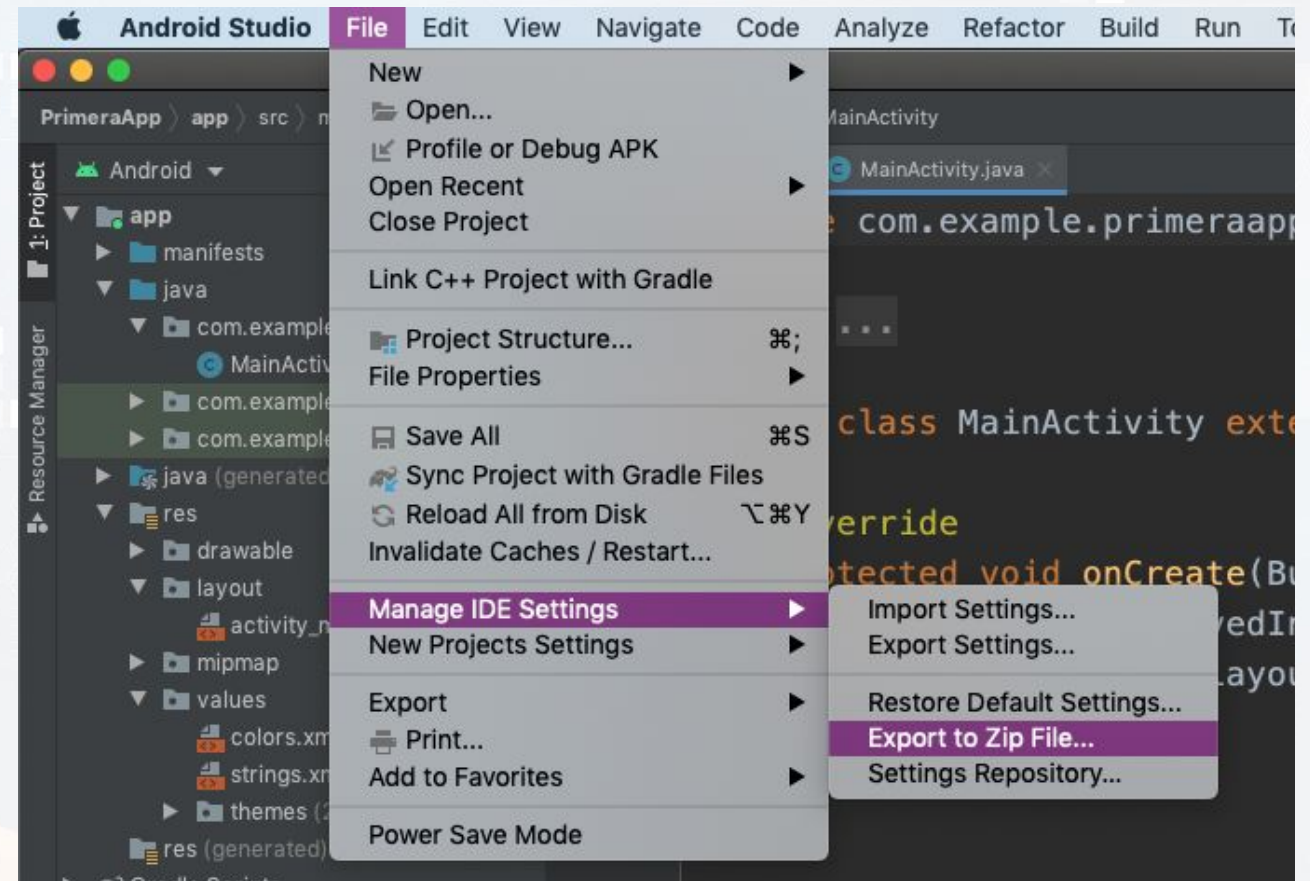 Android Studio File Edit View Navigate Code Analyze Refactor Build Run
PrimeraApp app src
MainActivity
1: Project
Resource Manager
Android
app
manifests
java
com.example
MainActiv
com.example
com.example
java (generated
res
drawable
layout
activity_m
mipmap
values
colors.xm
strings.xm
themes (2
res (generated)
New
Open...
Profile or Debug APK
Open Recent
Close Project
Link C++ Project with Gradle
Project Structure... ⌘;
File Properties
Save All ⌘S
Sync Project with Gradle Files
Reload All from Disk ⌥⌘Y
Invalidate Caches / Restart...
Manage IDE Settings
New Projects Settings
Export
Print...
Add to Favorites
Power Save Mode
Import Settings...
Export Settings...
Restore Default Settings...
Export to Zip File...
Settings Repository...
MainActivity.java
com.example.primeraapp
...
class MainActivity exte
verride
otected void onCreate(Bu
vedIn
Layou